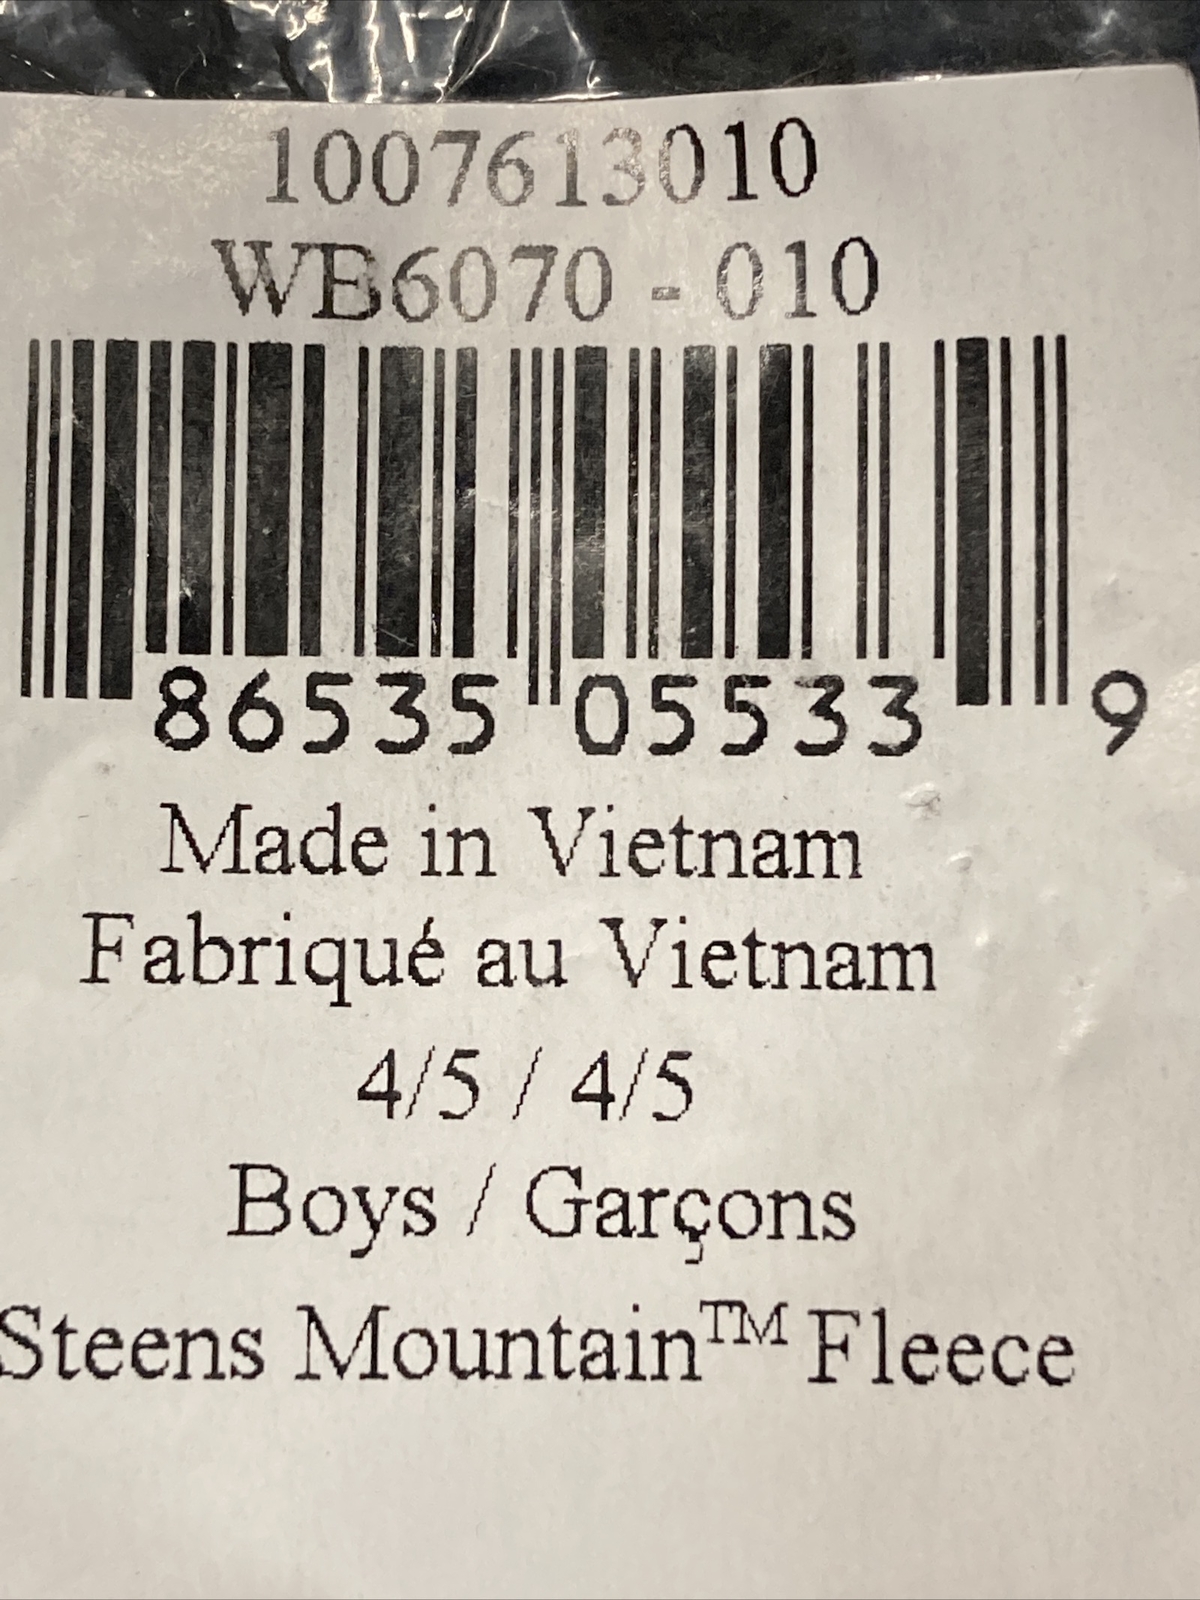 1007613010
WB6070 - 010
86535 05533 9
Made in Vietnam
Fabriqué au Vietnam
4/5 / 4/5
Boys / Garçons
Steens Mountain™ Fleece